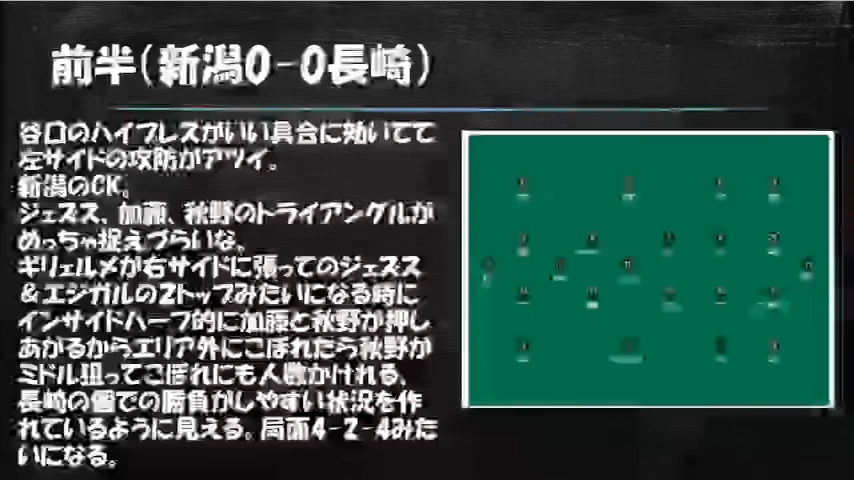 前半(新潟0-0長崎)
谷口のハイプレスがいい具合に効いてて
左サイドの攻防がアツイ。
新潟のCK。
ジェズス、加藤、秋野のトライアングルが
めっちゃ捉えづらいな。
ギリェルメが右サイドに張ってのジェズス
&エジガルの2トップみたいになる時に
インサイドハーフ的に加藤と秋野が押し
あがるからエリア外にこぼれたら秋野が
ミドル狙ってこぼれにも人数かけれる、
長崎の個での勝負がしやすい状況を作
れているように見える。局面4-2-4みた
いになる。